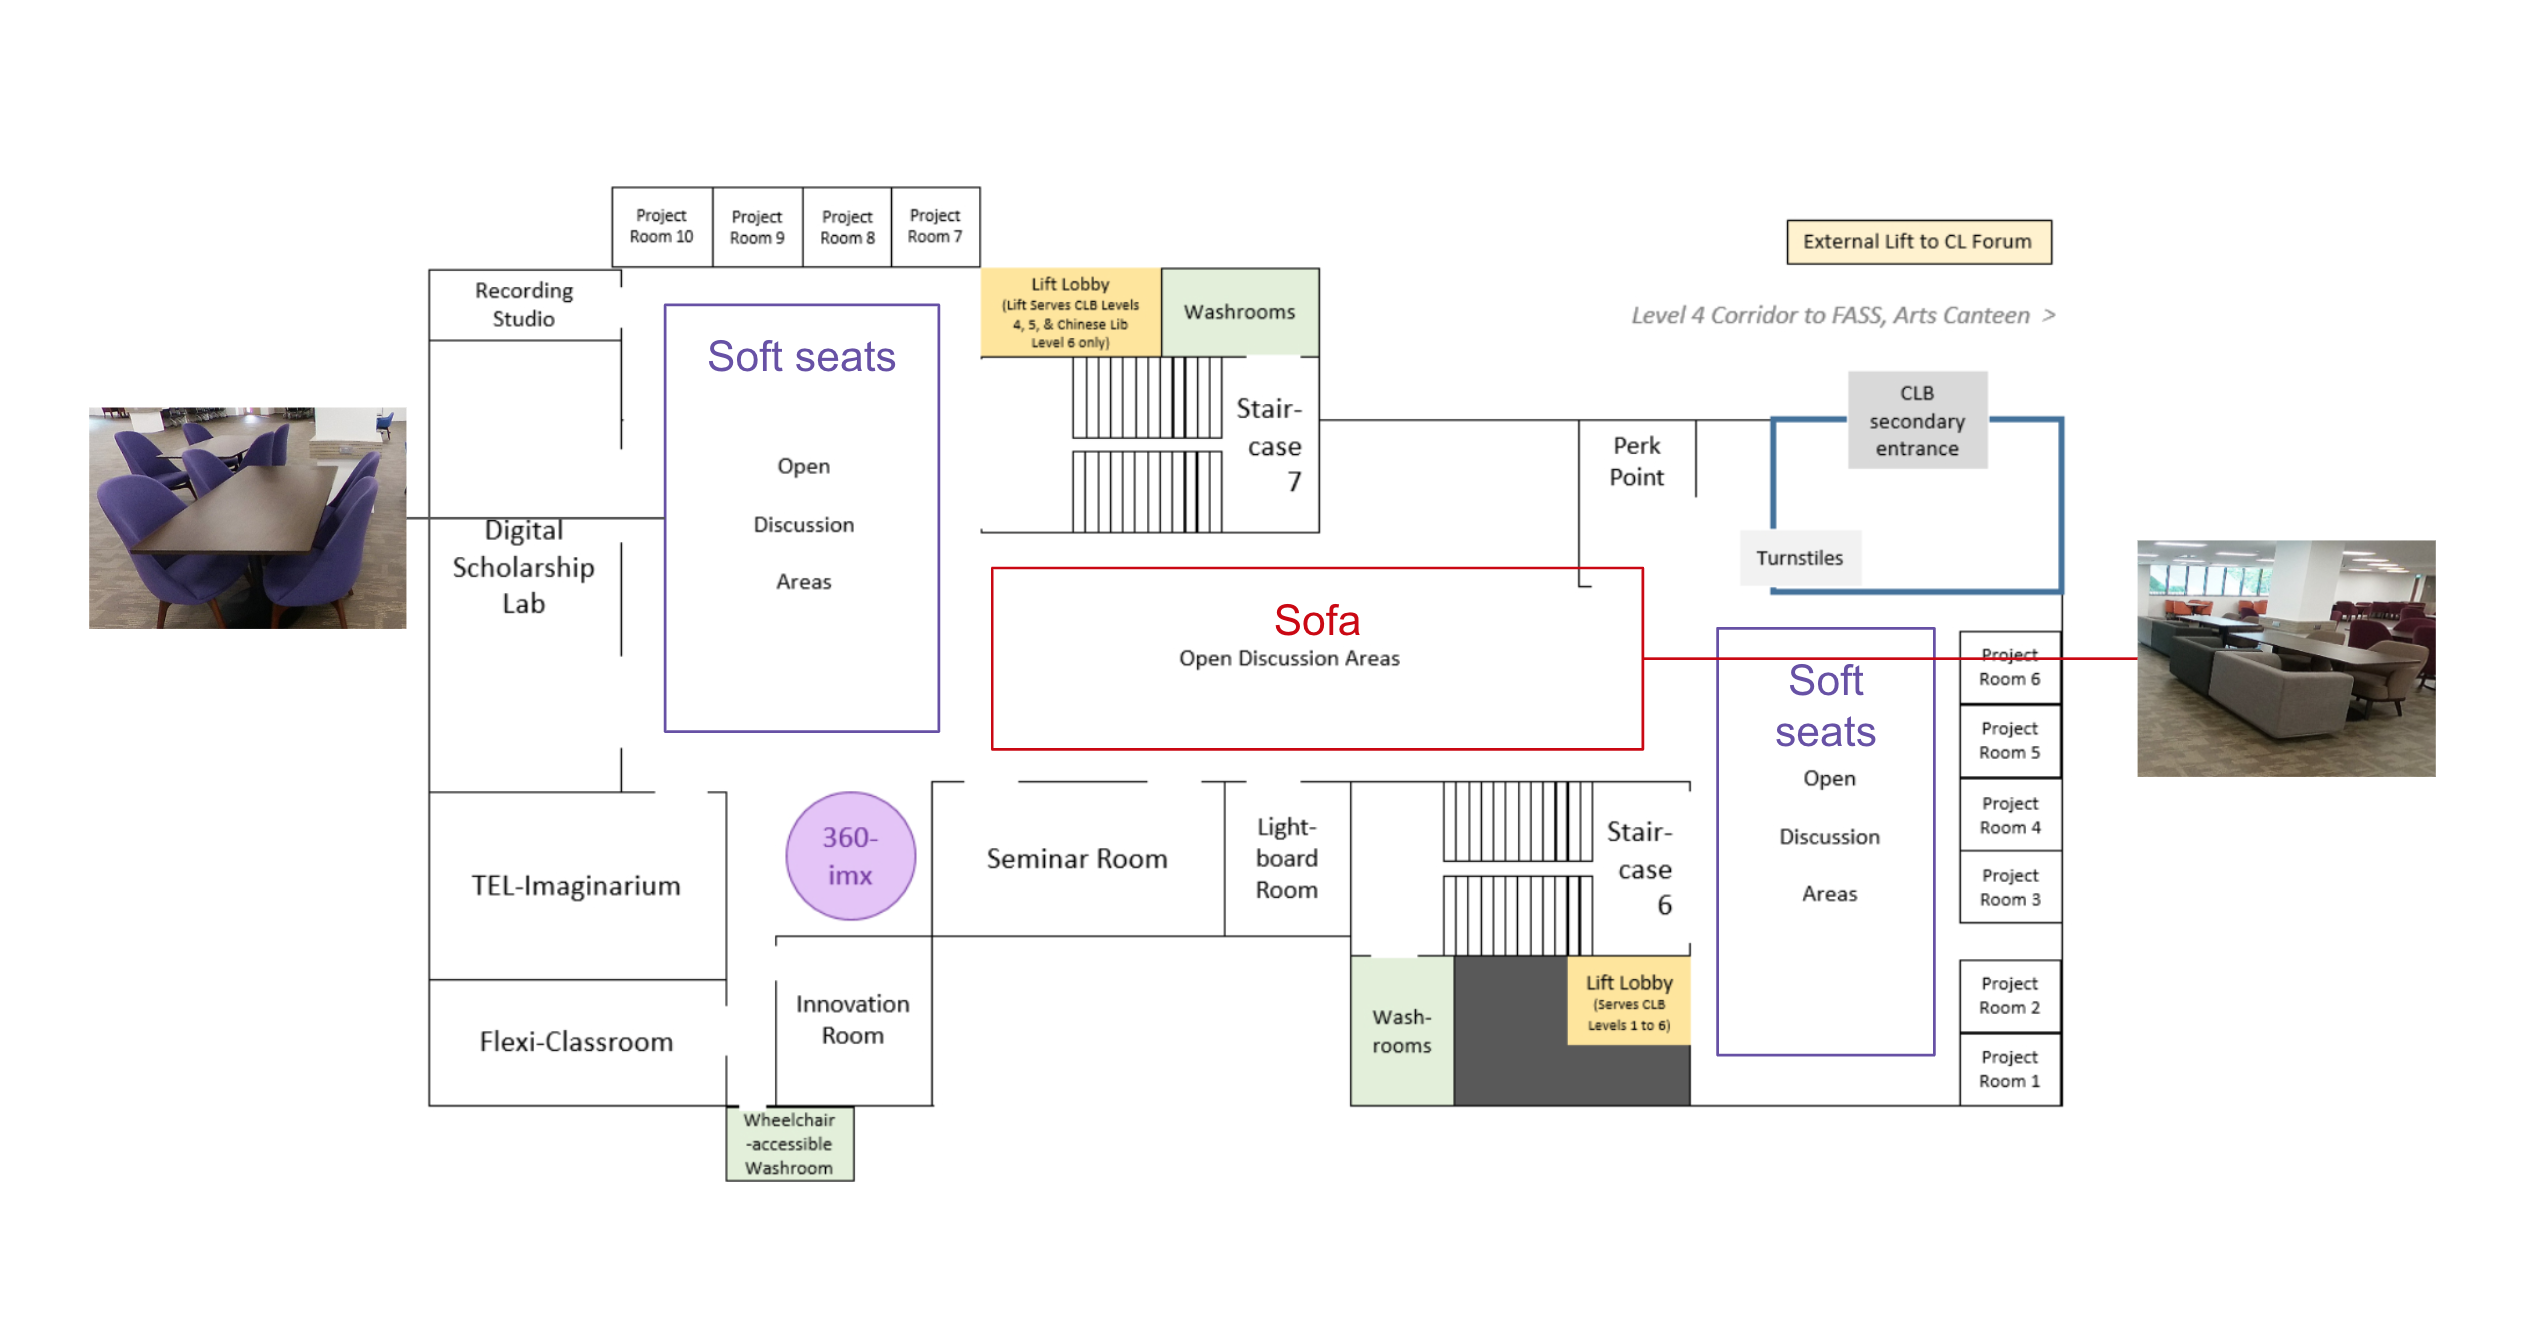 Project
Room 10
Project
Room 9
Project
Room 8
Project
Room 7
Recording
Studio
Lift Lobby
(Lift Serves CLB Levels
4, 5, & Chinese Lib
Level 6 only)
Washrooms
External Lift to CL Forum
Level 4 Corridor to FASS, Arts Canteen >
Soft seats
Open
Discussion
Areas
Stair-
case
7
Perk
Point
CLB
secondary
entrance
Turnstiles
Digital
Scholarship
Lab
Sofa
Open Discussion Areas
Soft
seats
Open
Discussion
Areas
Project
Room 6
Project
Room 5
Project
Room 4
Project
Room 3
Project
Room 2
Project
Room 1
TEL-Imaginarium
360-
imx
Seminar Room
Light-
board
Room
Stair-
case
6
Flexi-Classroom
Innovation
Room
Wash-
rooms
Lift Lobby
(Serves CLB
Levels 1 to 6)
Wheelchair
-accessible
Washroom